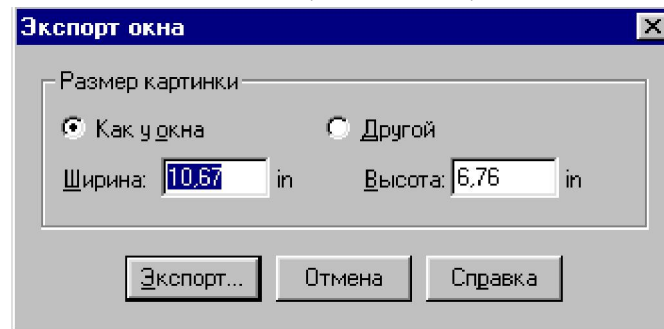 Экспорт окна
Размер картинки
Как у окна Другой
Ширина: 10,67 in Высота: 6,76 in
Экспорт... Отмена Справка